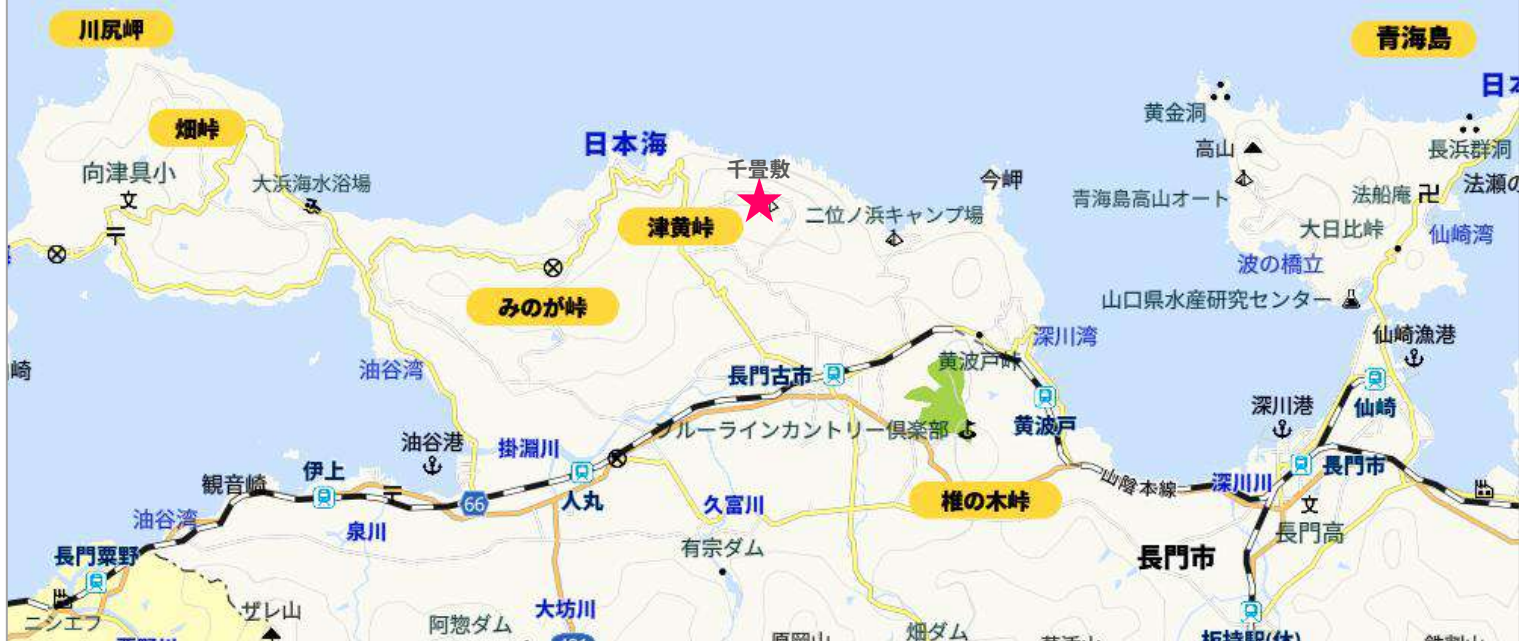 川尻岬
青海島
畑峠
日本海
黄金洞
高山
長浜群洞
千畳敷
今岬
向津具小
大浜海水浴場
青海島高山オート
法船庵
二位ノ浜キャンプ場
津黄峠
大日比峠
仙崎湾
波の橋立
みのが峠
山口県水産研究センター
仙崎漁港
深川湾
崎
油谷湾
黄波戸峠
長門古市
仙崎
深川港
黄波戸
ブルーラインカントリー倶楽部
油谷港
掛淵川
伊上
観音崎
長門市
山陰本線
深川川
人丸
66
久富川
椎の木峠
油谷湾
泉川
長門高
有宗ダム
長門市
長門粟野
大坊川
ザレ山
ニシエフ
阿惣ダム
畑ダム